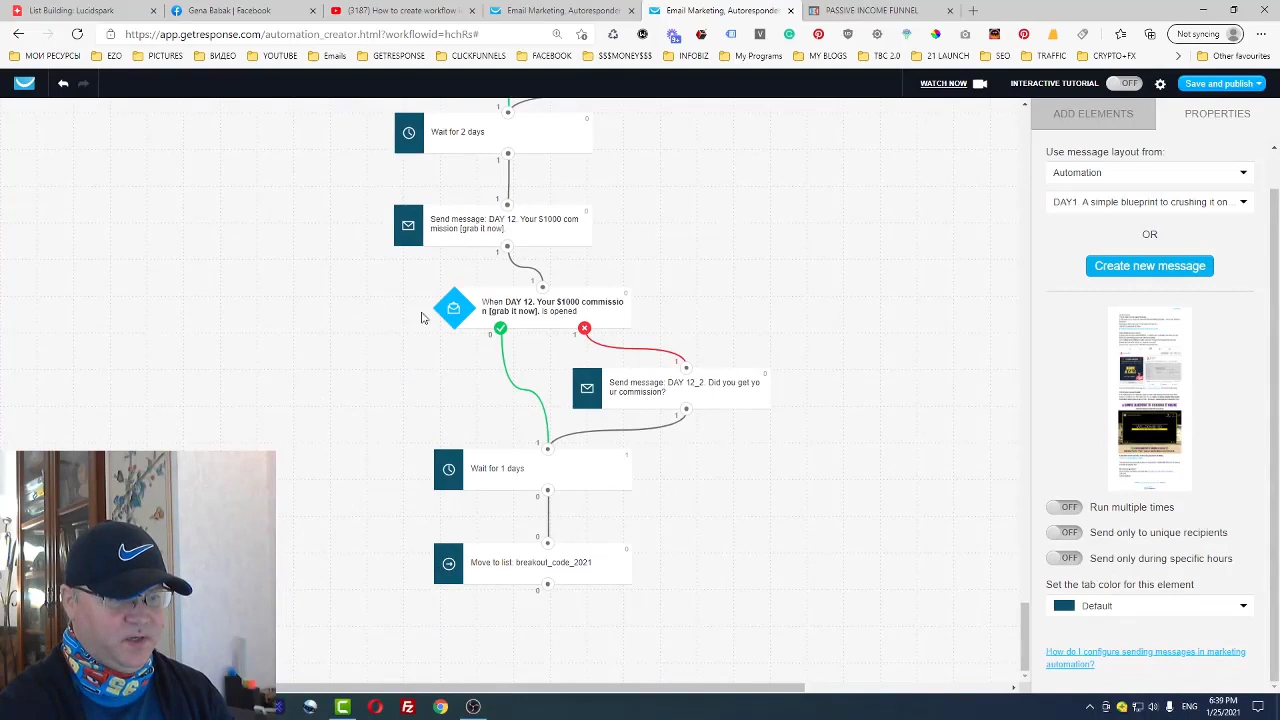 List Building: Lucidspark
Gena Babak | Facebook
(3187) How to create workflow i
Email Marketing, Autoresponde
Email Marketing, Autoresponde
PASSIVE INCOME FUNNEL
https://app.getresponse.com/automation_creator.html?workflowid=hchRs#
Not syncing
EZO
PICTURES
ВИДЕО
YOUTUBE
Emails
GETRESPONSE
CLICKFUNNELS
FACEBOOK
$$$MONEY$$$
INFOBIZ
My Programs
MY BLOGS
TBC 2.0
21 LAUNCH
SEO
CRYPTO+FX
Other favourites
WATCH NOW
INTERACTIVE TUTORIAL
OFF
Save and publish
ADD ELEMENTS
PROPERTIES
Wait for 2 days
Send message: DAY 12. Your $1000 com
mission [grab it now].
When DAY 12. Your $1000 commissio
n [grab it now]. is opened
Send message: DAY 12_2 Did you get yo
commission?
Wait for 1 days
Move to list: breakout_code_2021
Use message layout from:
Automation
DAY1 A simple blueprint to crushing it on...
OR
Create new message
OFF
Run multiple times
OFF
Send only to unique recipients
OFF
Send only during specific hours
Set the tab color for this element
Default
How do I configure sending messages in marketing
automation?
6:39 PM
1/25/2021